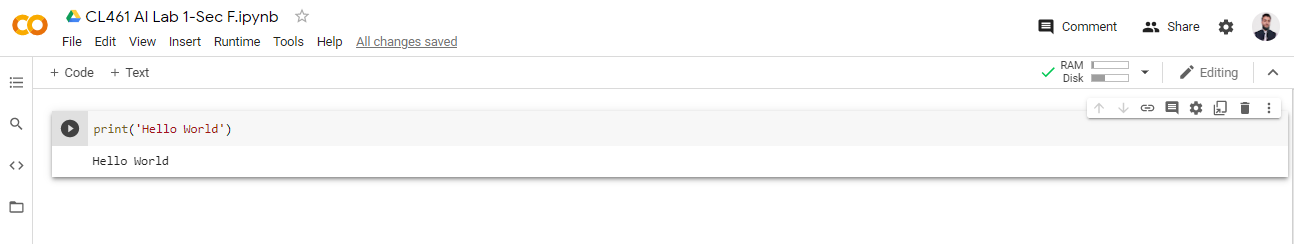 CL461 AI Lab 1-Sec F.ipynb
File Edit View Insert Runtime Tools Help All changes saved
Comment Share
+ Code + Text
RAM
Disk
Editing
print('Hello World')
Hello World